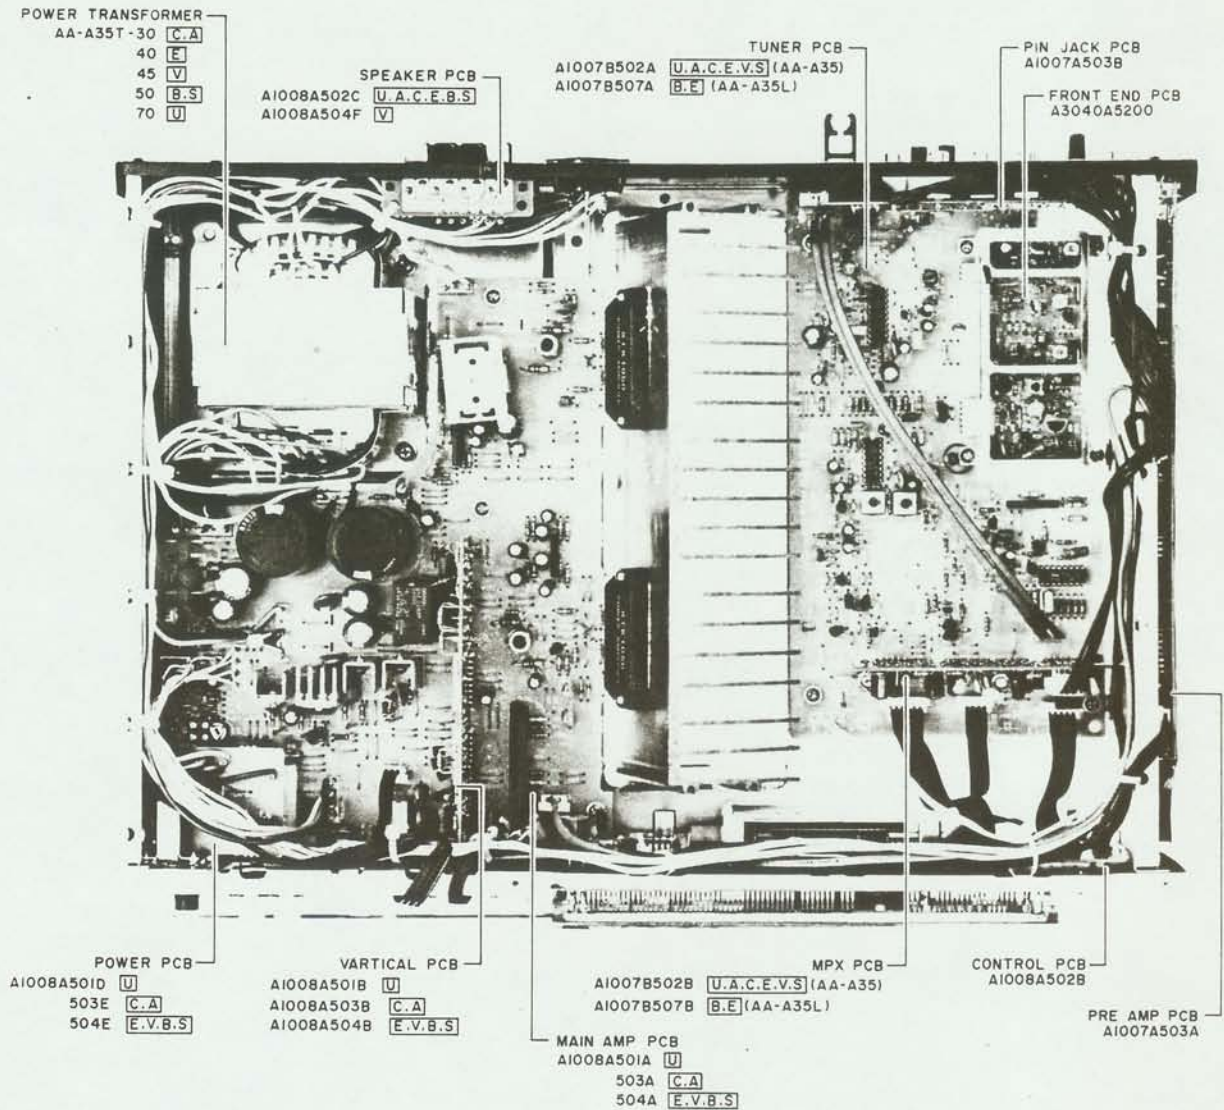 POWER TRANSFORMER
AA-A35T-30 C.A
40 E
45 V
50 B.S
70 U
SPEAKER PCB
A1008A502C U.A.C.E.B.S
A1008A504F V
TUNER PCB
A1007B502A U.A.C.E.V.S (AA-A35)
A1007B507A B.E (AA-A35L)
PIN JACK PCB
A1007A503B
FRONT END PCB
A3040A5200
POWER PCB
A1008A501D U
503E C.A
504E E.V.B.S
VARTICAL PCB
A1008A501B U
A1008A503B C.A
A1008A504B E.V.B.S
MAIN AMP PCB
A1008A501A U
503A C.A
504A E.V.B.S
MPX PCB
A1007B502B U.A.C.E.V.S (AA-A35)
A1007B507B B.E (AA-A35L)
CONTROL PCB
A1008A502B
PRE AMP PCB
A1007A503A